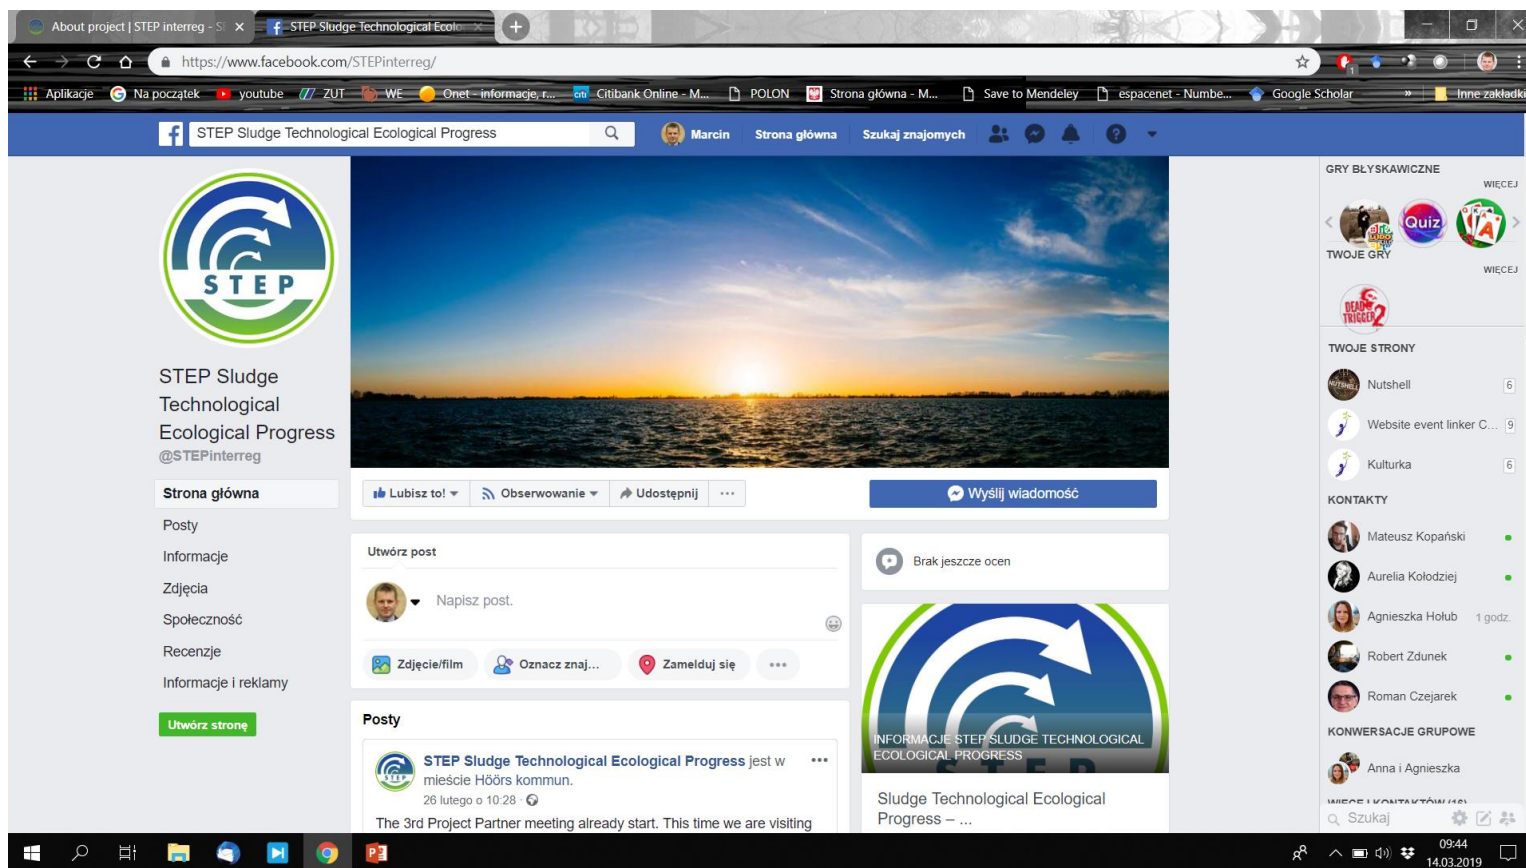 About project | STEP interreg - S
STEP Sludge Technological Ecolo
https://www.facebook.com/STEPinterreg/
Aplikacje
Na początek
youtube
ZUT
WE
Onet - informacje, r...
Citibank Online - M...
POLON
Strona główna - M...
Save to Mendeley
espacenet - Numbe...
Google Scholar
»
Inne zakładki
STEP Sludge Technological Ecological Progress
Marcin
Strona główna
Szukaj znajomych
STEP
STEP Sludge
Technological
Ecological Progress
@STEPinterreg
Strona główna
Posty
Informacje
Zdjęcia
Społeczność
Recenzje
Informacje i reklamy
Utwórz stronę
Lubisz to!
Obserwowanie
Udostępnij
Wyślij wiadomość
Utwórz post
Napisz post.
Zdjęcie/film
Oznacz znaj...
Zamelduj się
Posty
STEP Sludge Technological Ecological Progress jest w
mieście Höörs kommun.
26 lutego o 10:28
The 3rd Project Partner meeting already start. This time we are visiting
Brak jeszcze ocen
INFORMACJE STEP SLUDGE TECHNOLOGICAL
ECOLOGICAL PROGRESS
Sludge Technological Ecological
Progress – ...
GRY BŁYSKAWICZNE
WIĘCEJ
Quiz
TWOJE GRY
WIĘCEJ
DEAD
TRIGGER 2
TWOJE STRONY
Nutshell 6
Website event linker C... 9
Kulturka 6
KONTAKTY
Mateusz Kopański
Aurelia Kołodziej
Agnieszka Hołub 1 godz.
Robert Zdunek
Roman Czejarek
KONWERSACJE GRUPOWE
Anna i Agnieszka
WIĘCEJ KONTAKTÓW (16)
Szukaj
09:44
14.03.2019